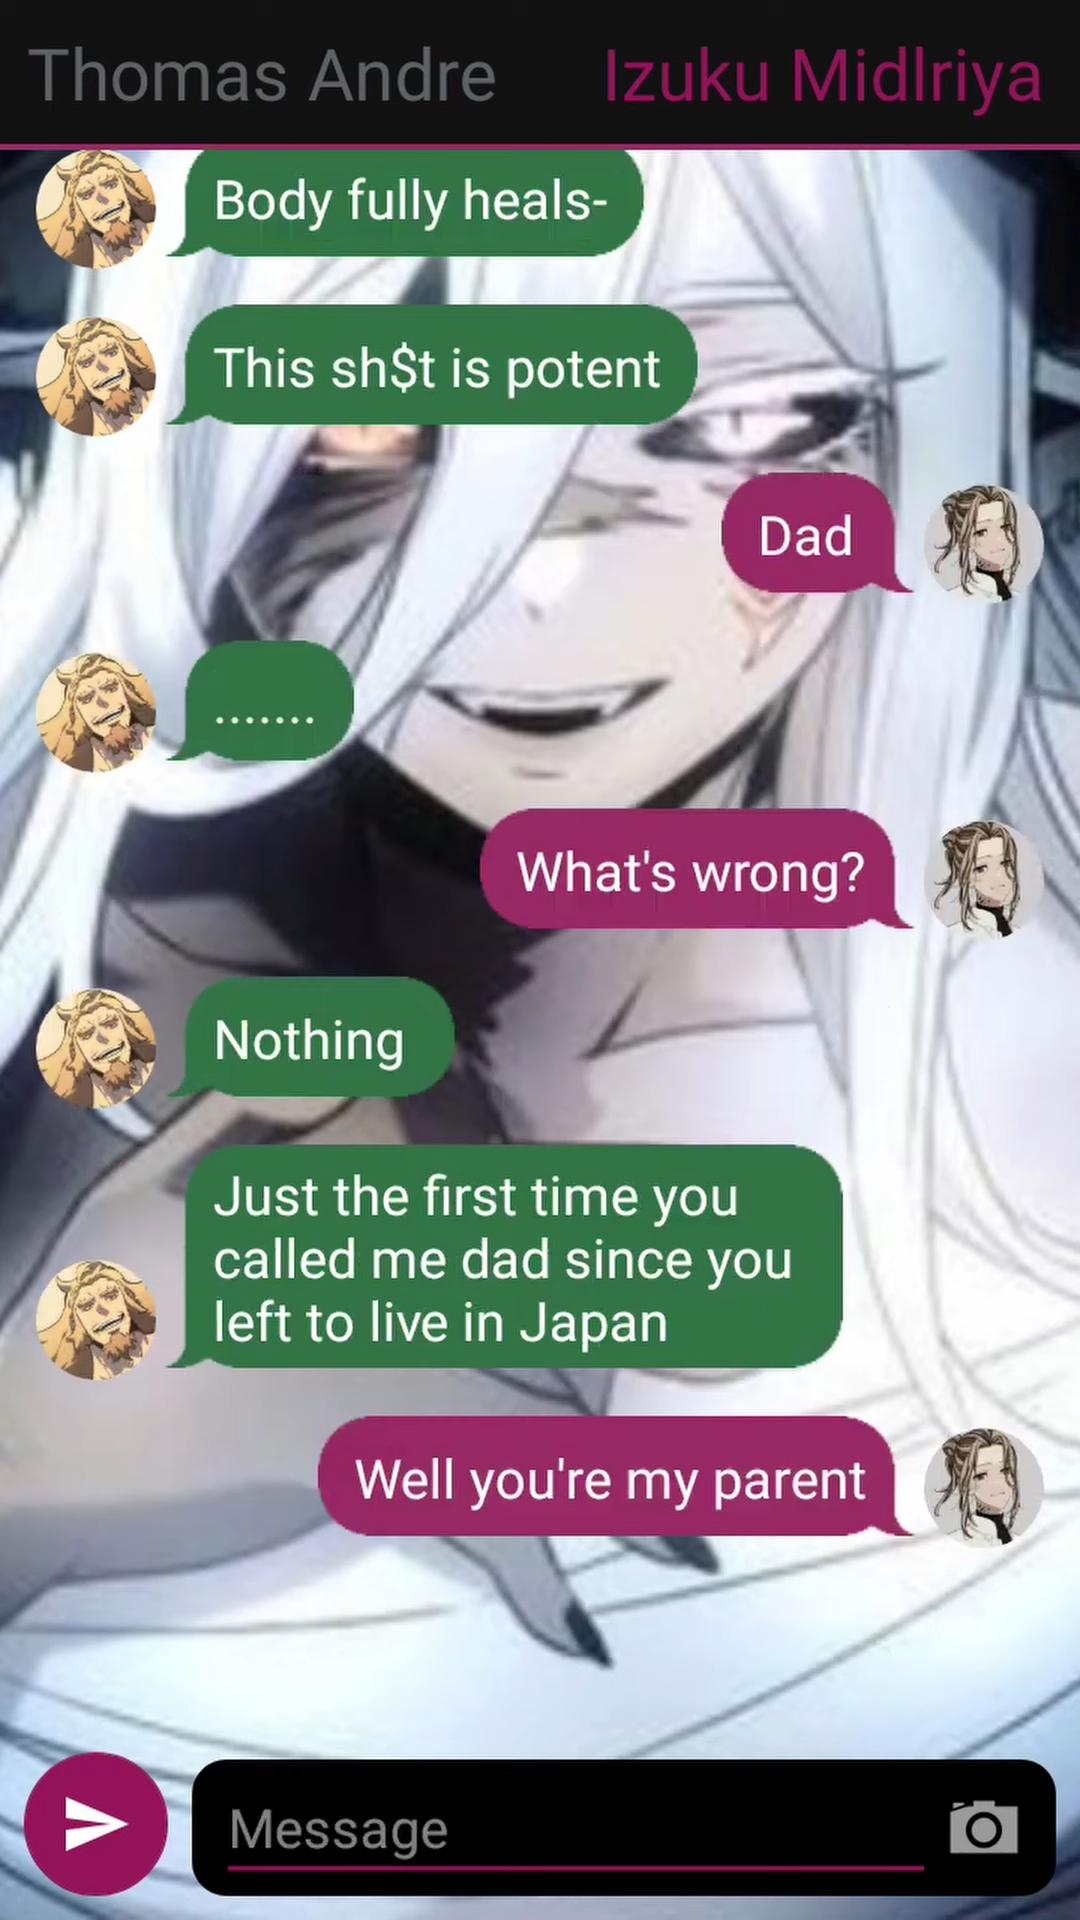 Thomas Andre Izuku Midlriya
Body fully heals-
This sh$t is potent
Dad
.......
What's wrong?
Nothing
Just the first time you
called me dad since you
left to live in Japan
Well you're my parent
Message